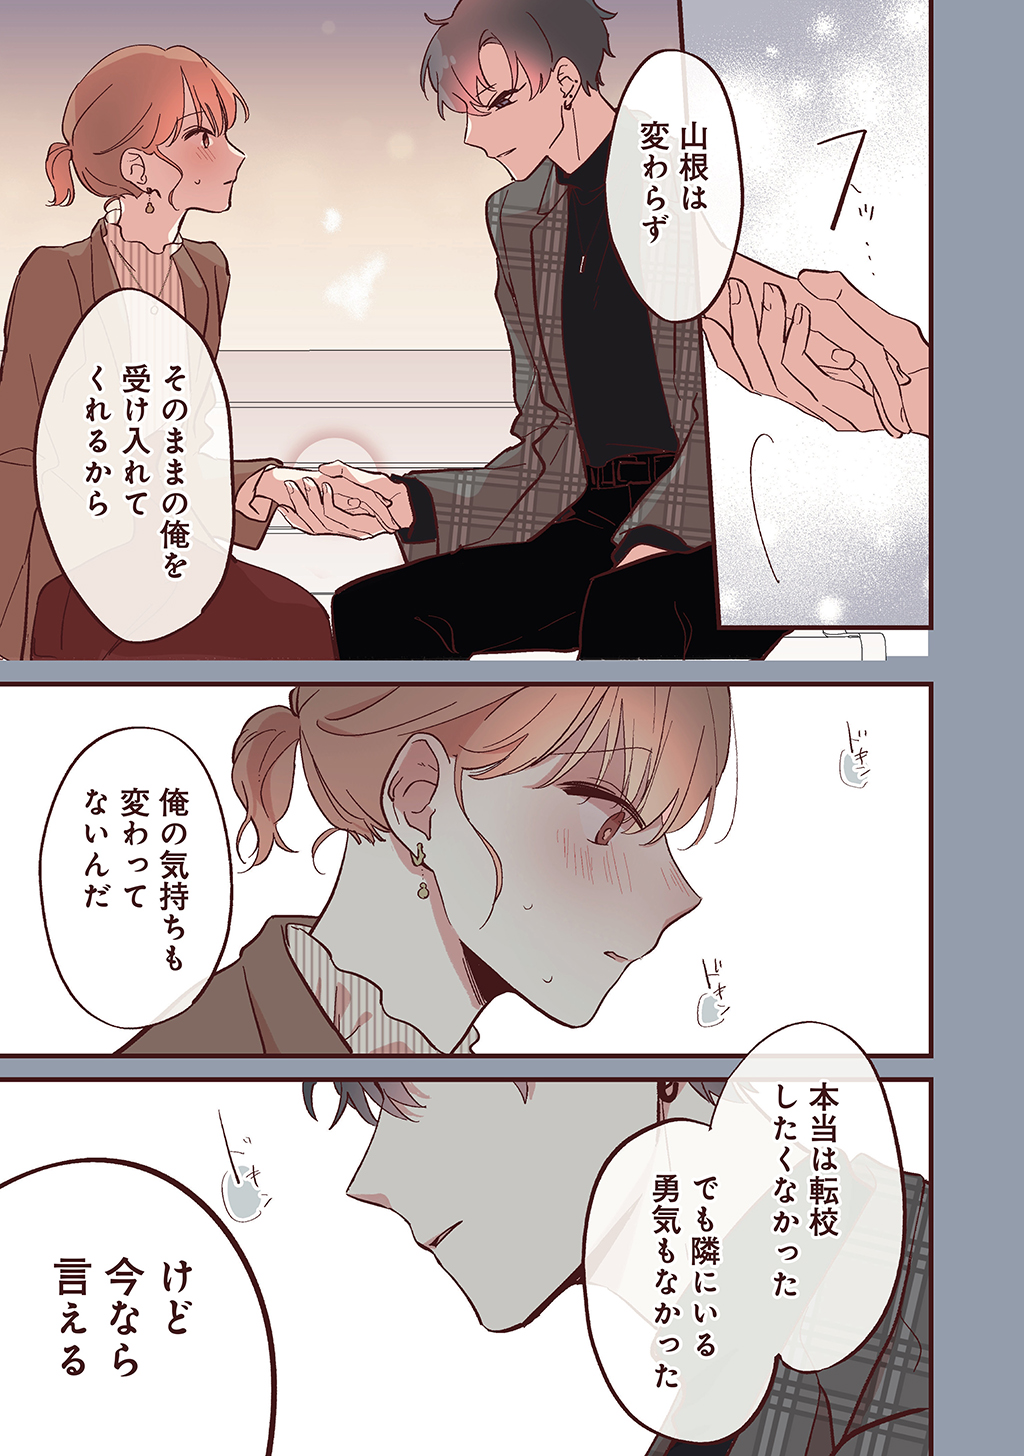 フ
ッ…
山根は
変わらず
そのままの俺を
受け入れて
くれるから
ドキン
俺の気持ちも
変わって
ないんだ
ドキン
本当は転校
したくなかった
でも隣にいる
勇気もなかった
ドキン
けど
今なら
言える